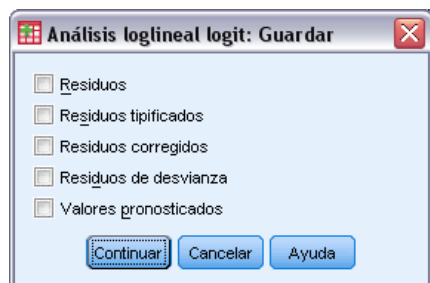 Análisis loglineal logit: Guardar
Residuos
Residuos tipificados
Residuos corregidos
Residuos de desvianza
Valores pronosticados
Continuar Cancelar Ayuda